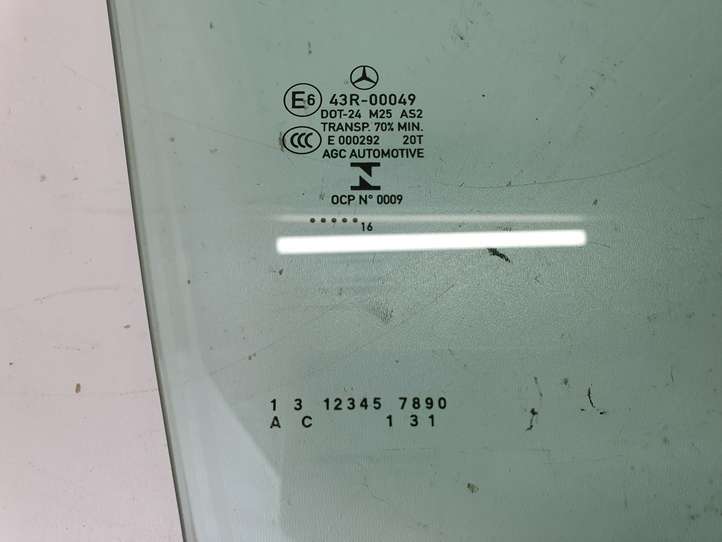 E6 43R-00049
DOT-24 M25 AS2
TRANSP. 70% MIN.
CCC E 000292 20T
AGC AUTOMOTIVE
N
OCP N° 0009
..... 16
1 3 12345 7890
A C 1 3 1